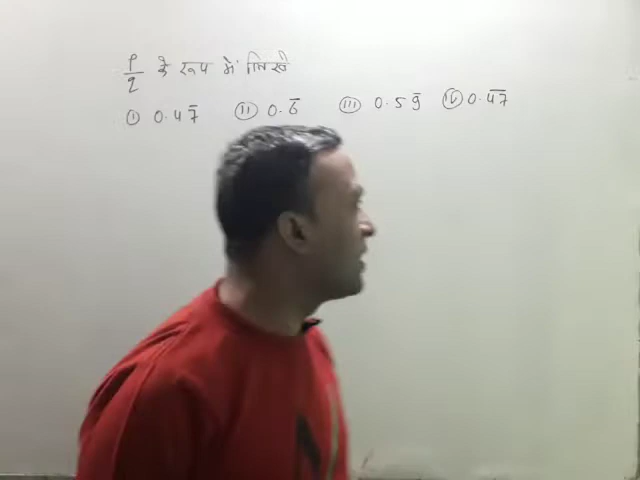 p/q के रूप में लिखें
(i) 0.47̅ (ii) 0.6̅ (iii) 0.59̅ (iv) 0.4̅7̅